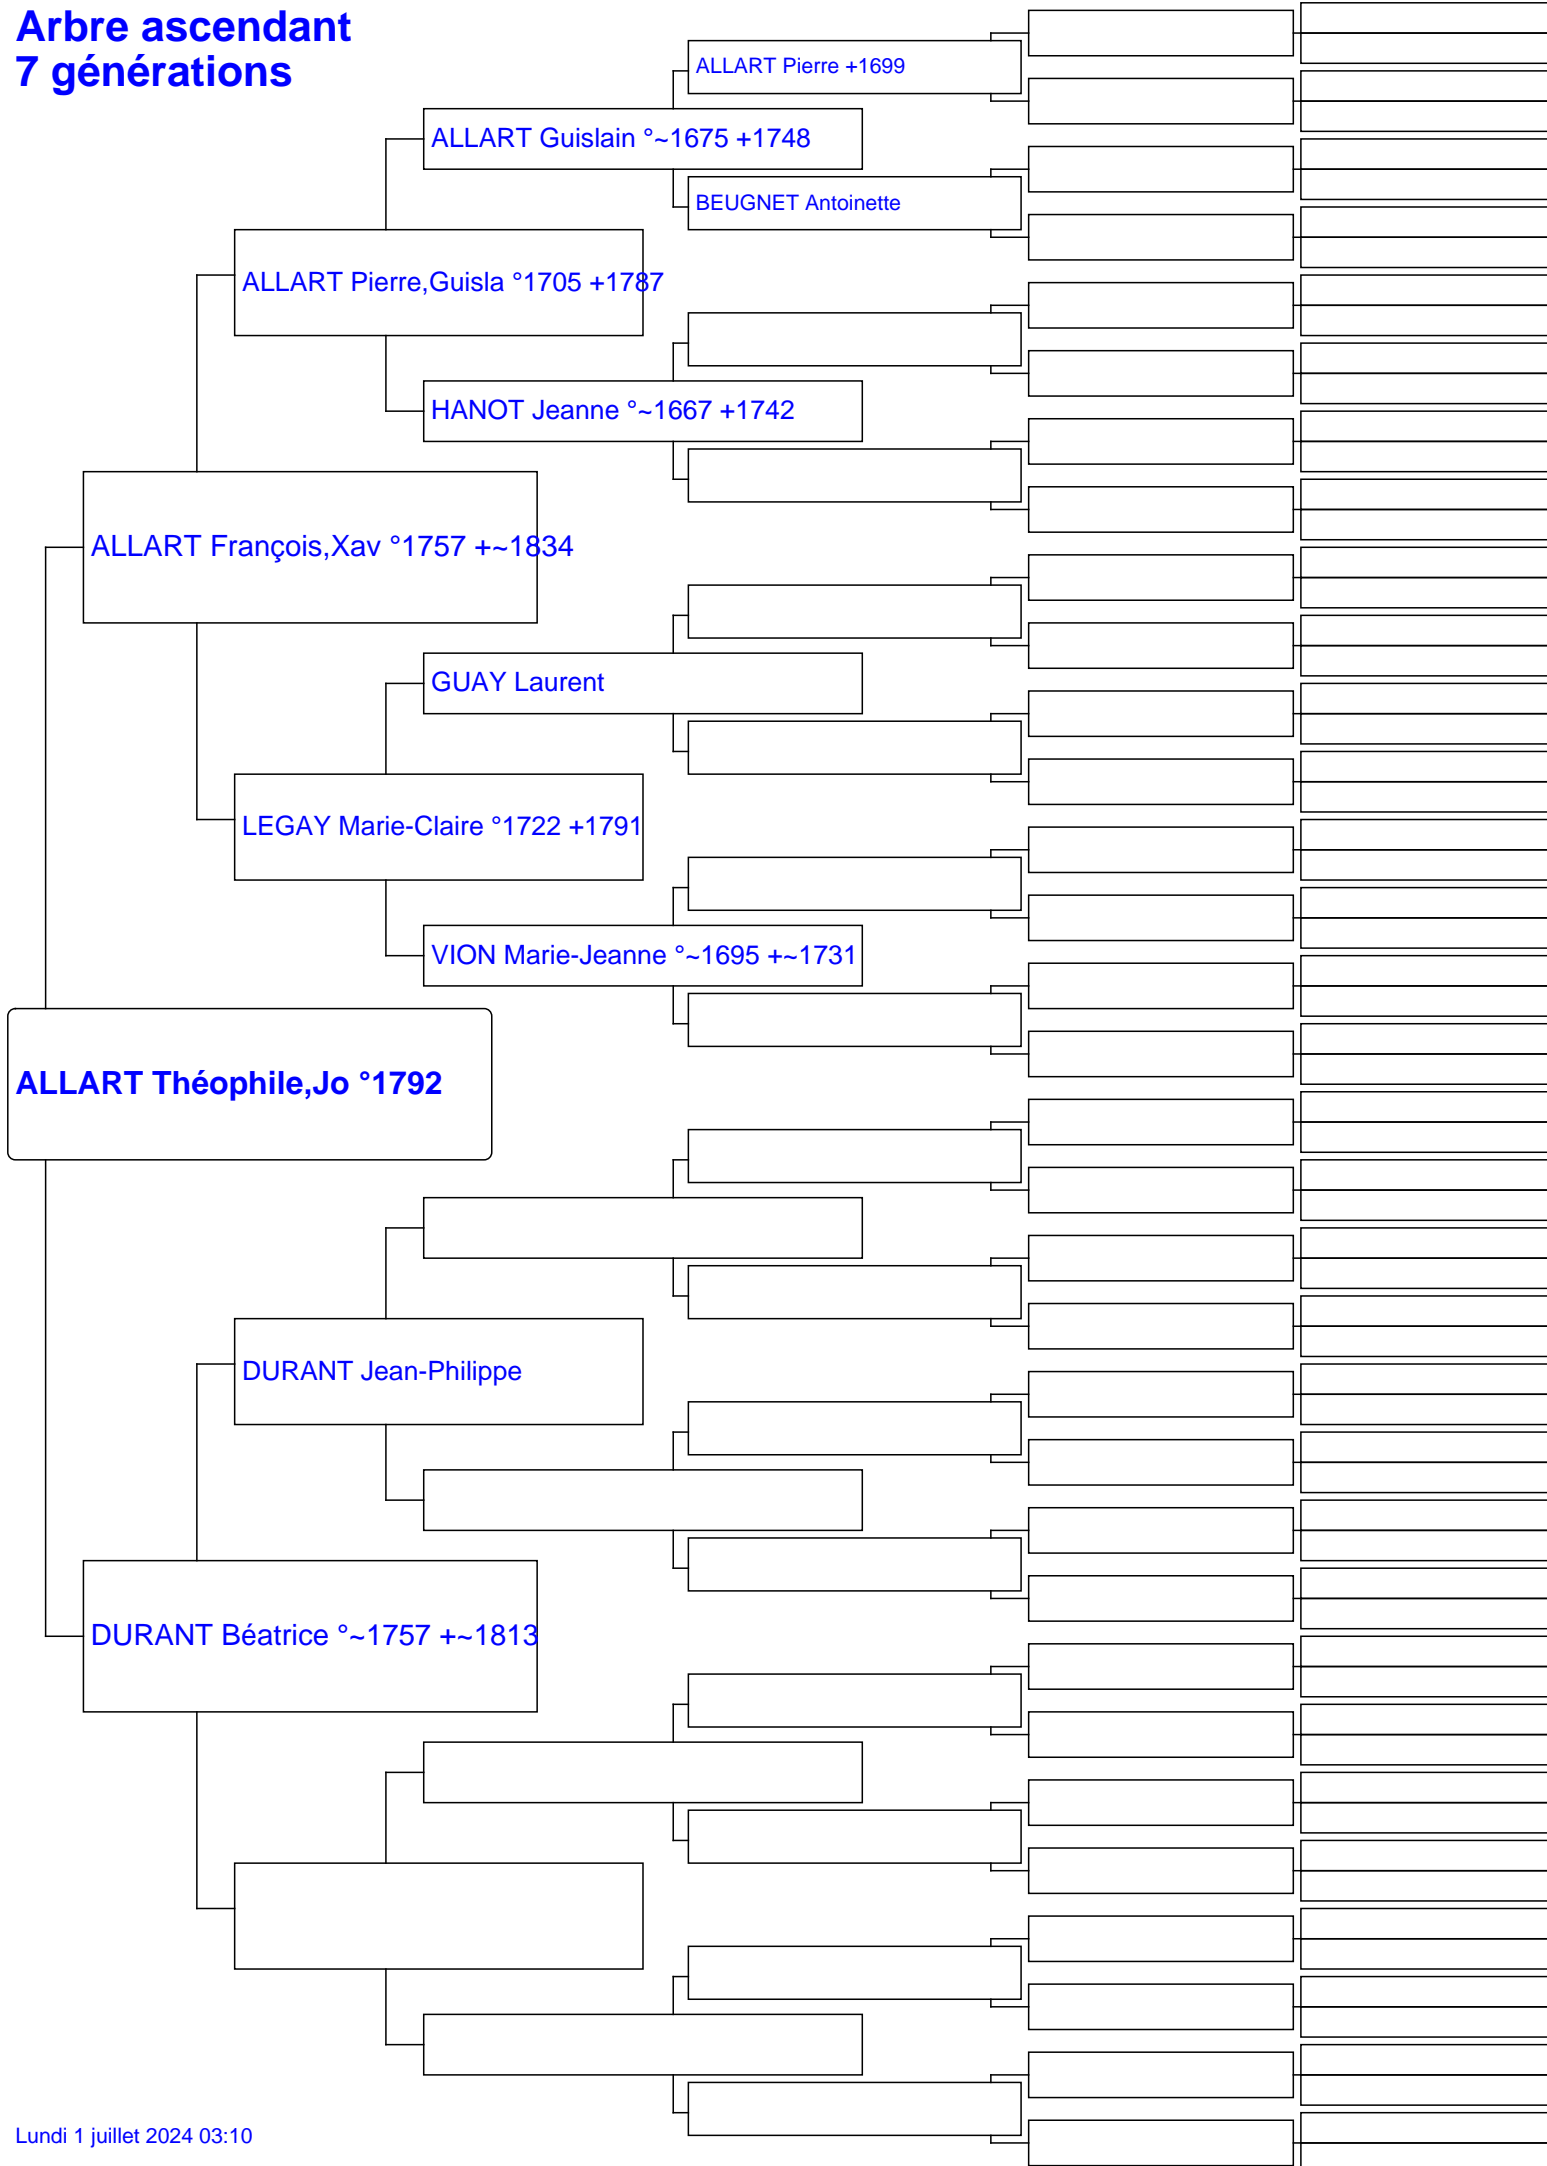 Arbre ascendant
7 générations
ALLART Pierre +1699
ALLART Guislain °~1675 +1748
BEUGNET Antoinette
ALLART Pierre,Guisla °1705 +1787
HANOT Jeanne °~1667 +1742
ALLART François,Xav °1757 +~1834
GUAY Laurent
LEGAY Marie-Claire °1722 +1791
VION Marie-Jeanne °~1695 +~1731
ALLART Théophile,Jo °1792
DURANT Jean-Philippe
DURANT Béatrice °~1757 +~1813
Lundi 1 juillet 2024 03:10